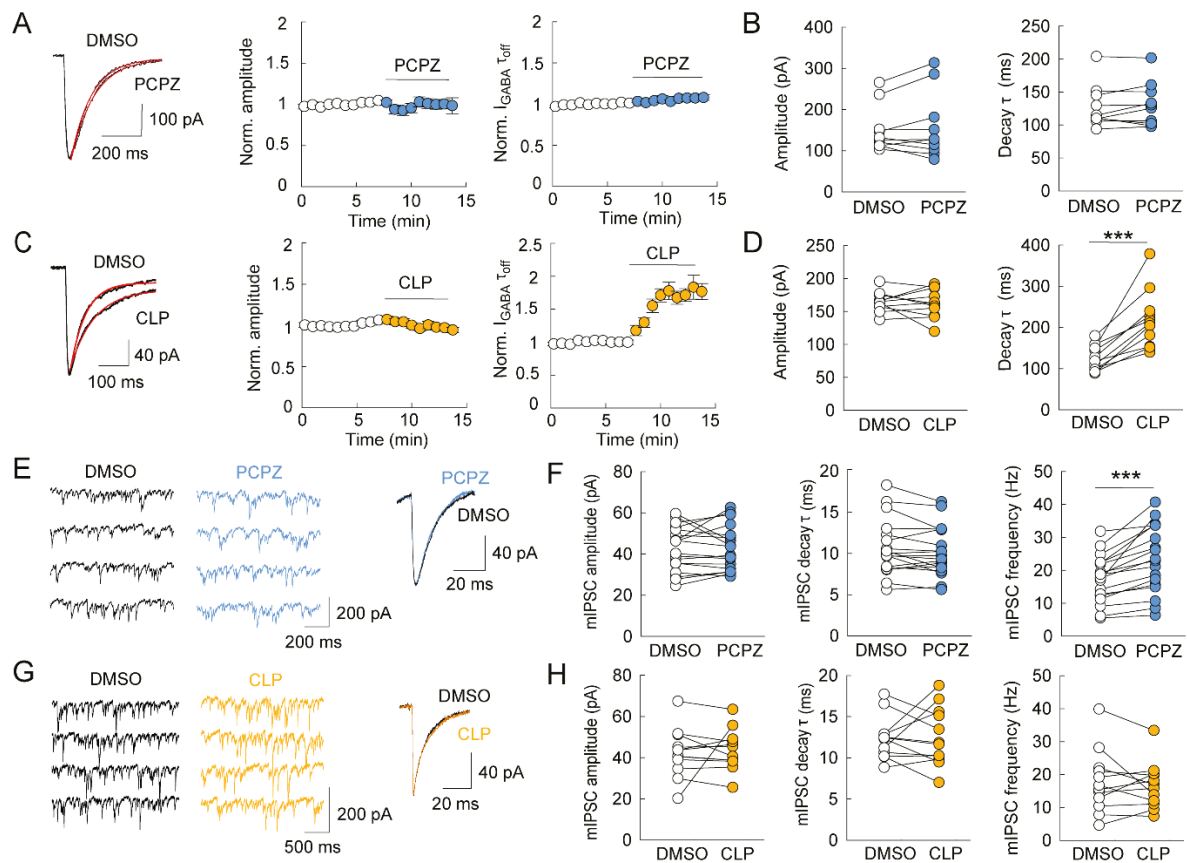 A
DMSO
PCPZ
100 pA
200 ms
Norm. amplitude
2
1.5
1
0.5
0
PCPZ
0 5 10 15
Time (min)
Norm. I_GABA τ_off
2
1.5
1
0.5
0
PCPZ
0 5 10 15
Time (min)
B
Amplitude (pA)
400
300
200
100
0
DMSO PCPZ
Decay τ (ms)
250
200
150
100
50
0
DMSO PCPZ
C
DMSO
CLP
40 pA
100 ms
Norm. amplitude
2
1.5
1
0.5
0
CLP
0 5 10 15
Time (min)
Norm. I_GABA τ_off
2.5
2
1.5
1
0.5
0
CLP
0 5 10 15
Time (min)
D
Amplitude (pA)
250
200
150
100
50
0
DMSO CLP
Decay τ (ms)
400
300
200
100
0
***
DMSO CLP
E
DMSO
PCPZ
200 pA
200 ms
PCPZ
DMSO
40 pA
20 ms
F
mIPSC amplitude (pA)
80
60
40
20
0
DMSO PCPZ
mIPSC decay τ (ms)
20
15
10
5
0
DMSO PCPZ
mIPSC frequency (Hz)
50
40
30
20
10
0
***
DMSO PCPZ
G
DMSO
CLP
200 pA
500 ms
DMSO
CLP
40 pA
20 ms
H
mIPSC amplitude (pA)
80
60
40
20
0
DMSO CLP
mIPSC decay τ (ms)
20
15
10
5
0
DMSO CLP
mIPSC frequency (Hz)
50
40
30
20
10
0
DMSO CLP